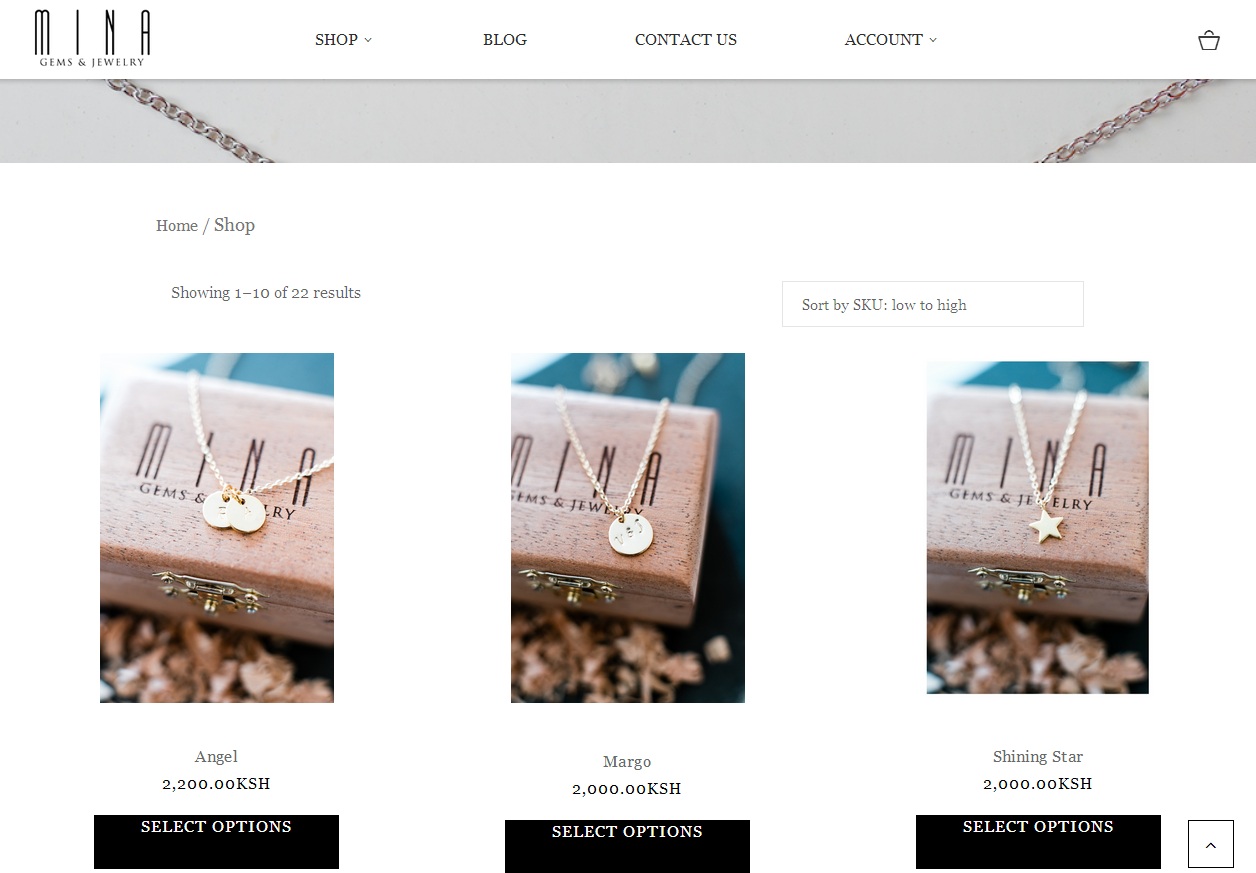 MINA
GEMS & JEWELRY
SHOP
BLOG
CONTACT US
ACCOUNT
Home / Shop
Showing 1–10 of 22 results
Sort by SKU: low to high
MINA
GEMS & JEWELRY
MINA
GEMS & JEWELRY
V&J
MINA
GEMS & JEWELRY
Angel
2,200.00KSH
SELECT OPTIONS
Margo
2,000.00KSH
SELECT OPTIONS
Shining Star
2,000.00KSH
SELECT OPTIONS